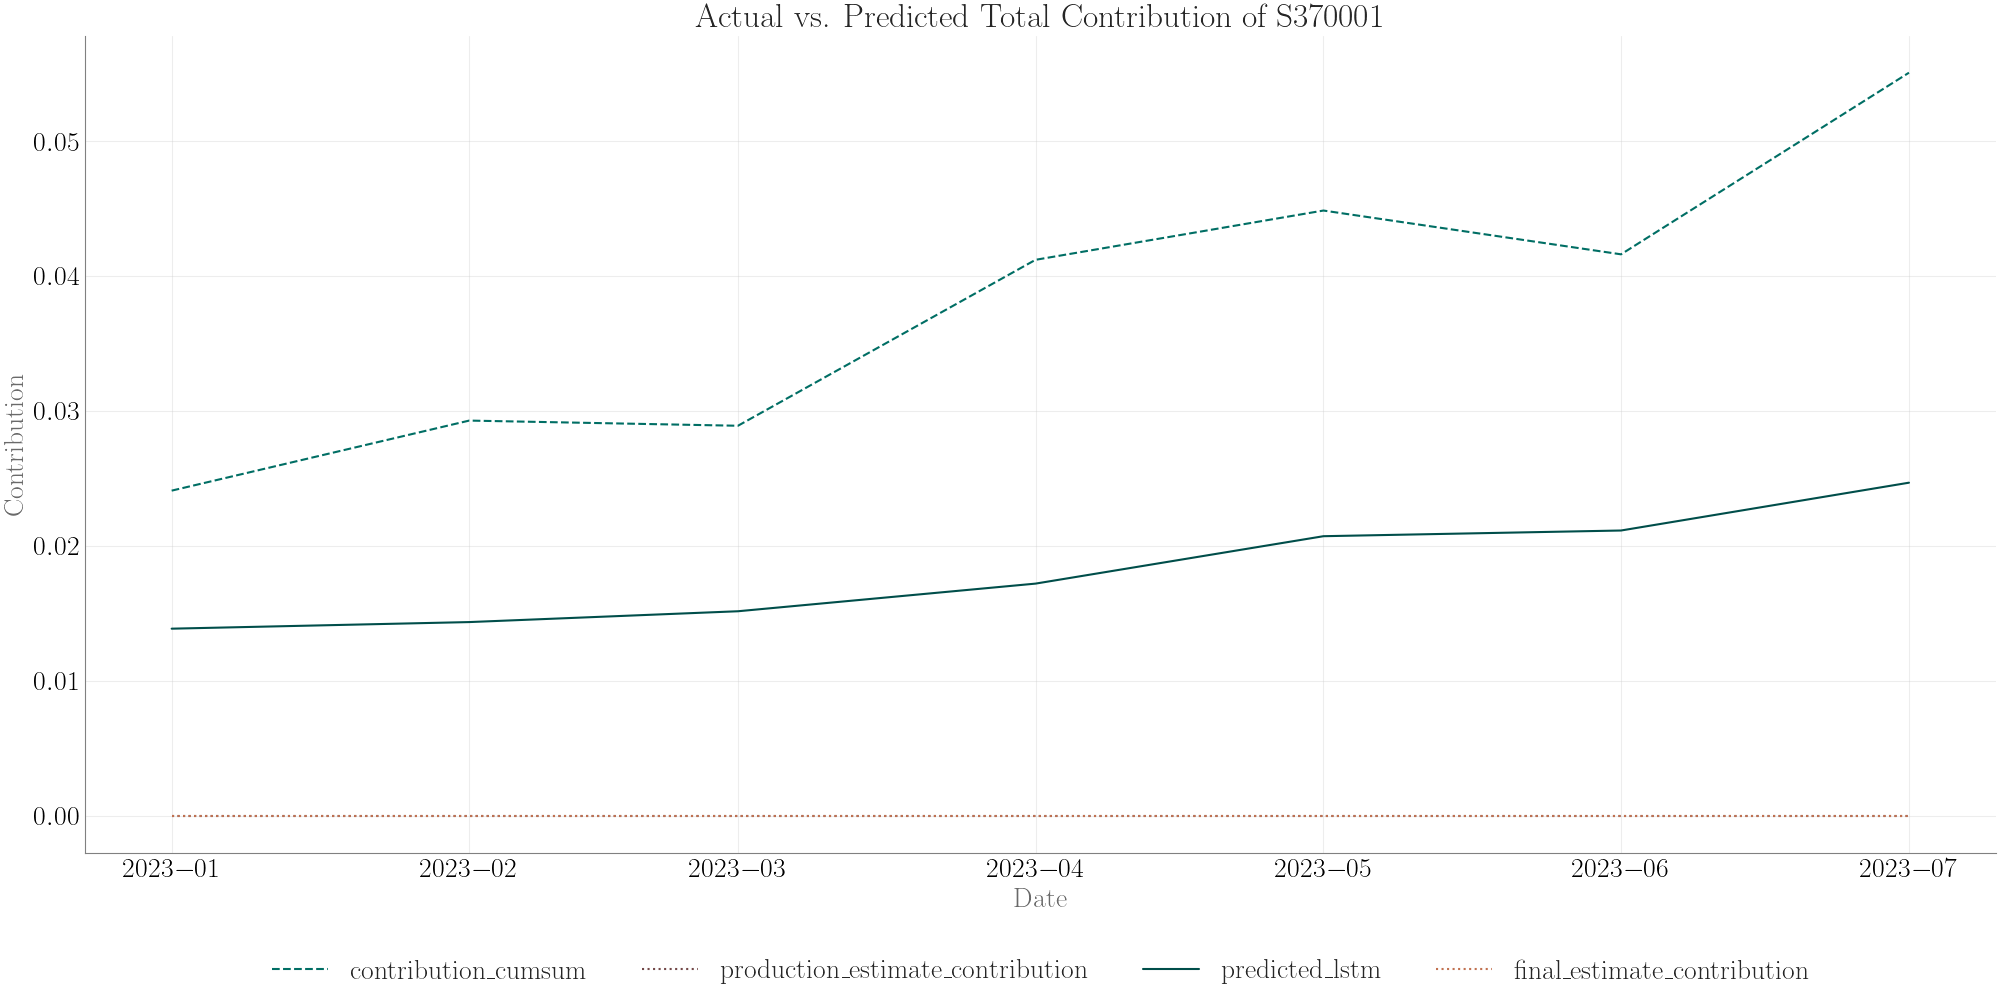 Actual vs. Predicted Total Contribution of S370001
Contribution
0.05
0.04
0.03
0.02
0.01
0.00
2023–01 2023–02 2023–03 2023–04 2023–05 2023–06 2023–07
Date
contribution_cumsum production_estimate_contribution predicted_lstm final_estimate_contribution